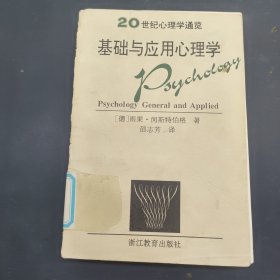 20世纪心理学通览
基础与应用心理学
Psychology
Psychology General and Applied
[德]雨果·闵斯特伯格 著
邵志芳 译
浙江教育出版社